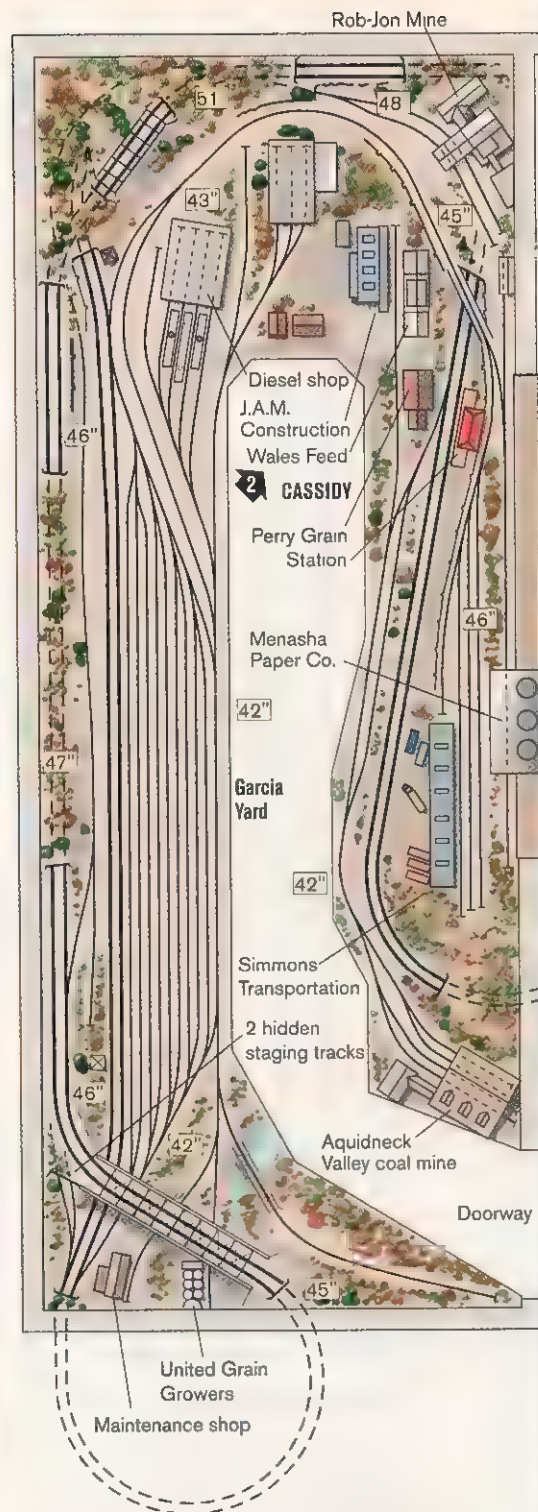 Rob-Jon Mine
51
48
43"
45"
Diesel shop
J.A.M.
Construction
Wales Feed
46"
2 CASSIDY
Perry Grain
Station
46"
Menasha
Paper Co.
42"
47"
Garcia
Yard
42"
Simmons
Transportation
2 hidden
staging tracks
46"
42"
Aquidneck
Valley coal mine
Doorway
45"
United Grain
Growers
Maintenance shop